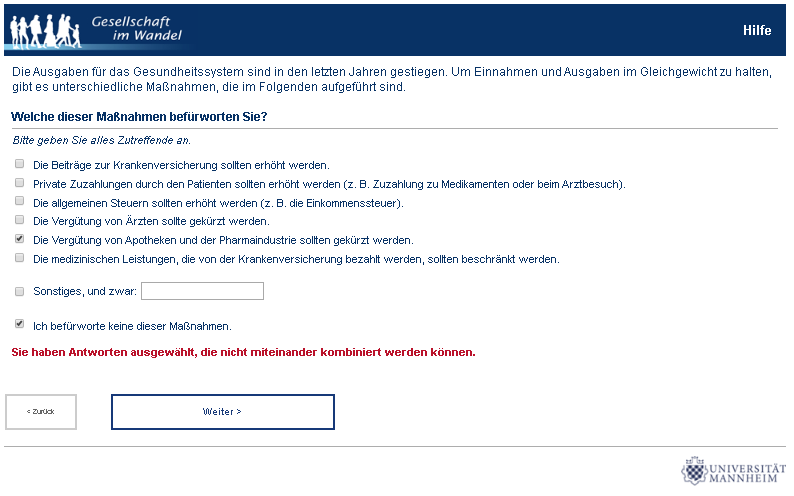 Gesellschaft
im Wandel
Hilfe
Die Ausgaben für das Gesundheitssystem sind in den letzten Jahren gestiegen. Um Einnahmen und Ausgaben im Gleichgewicht zu halten,
gibt es unterschiedliche Maßnahmen, die im Folgenden aufgeführt sind.
Welche dieser Maßnahmen befürworten Sie?
Bitte geben Sie alles Zutreffende an.
Die Beiträge zur Krankenversicherung sollten erhöht werden.
Private Zuzahlungen durch den Patienten sollten erhöht werden (z. B. Zuzahlung zu Medikamenten oder beim Arztbesuch).
Die allgemeinen Steuern sollten erhöht werden (z. B. die Einkommenssteuer).
Die Vergütung von Ärzten sollte gekürzt werden.
Die Vergütung von Apotheken und der Pharmaindustrie sollten gekürzt werden.
Die medizinischen Leistungen, die von der Krankenversicherung bezahlt werden, sollten beschränkt werden.
Sonstiges, und zwar:
Ich befürworte keine dieser Maßnahmen.
Sie haben Antworten ausgewählt, die nicht miteinander kombiniert werden können.
< Zurück
Weiter >
UNIVERSITÄT
MANNHEIM